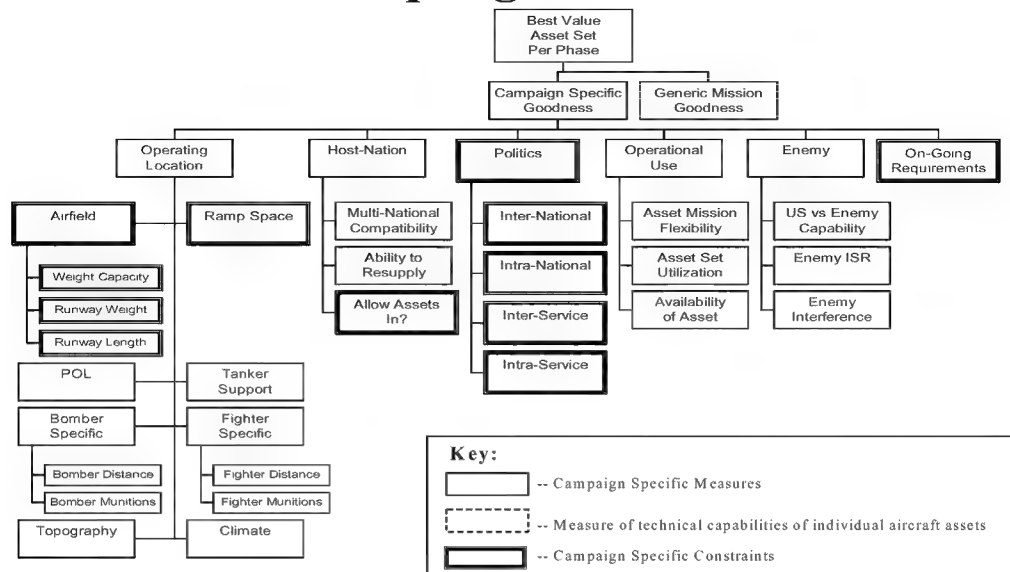 Best Value
Asset Set
Per Phase
Campaign Specific
Goodness
Generic Mission
Goodness
Operating
Location
Host-Nation
Politics
Operational
Use
Enemy
On-Going
Requirements
Airfield
Ramp Space
Weight Capacity
Runway Weight
Runway Length
POL
Tanker
Support
Bomber
Specific
Fighter
Specific
Bomber Distance
Bomber Munitions
Fighter Distance
Fighter Munitions
Topography
Climate
Multi-National
Compatibility
Ability to
Resupply
Allow Assets
In?
Inter-National
Intra-National
Inter-Service
Intra-Service
Asset Mission
Flexibility
Asset Set
Utilization
Availability
of Asset
US vs Enemy
Capability
Enemy ISR
Enemy
Interference
Key:
-- Campaign Specific Measures
-- Measure of technical capabilities of individual aircraft assets
-- Campaign Specific Constraints